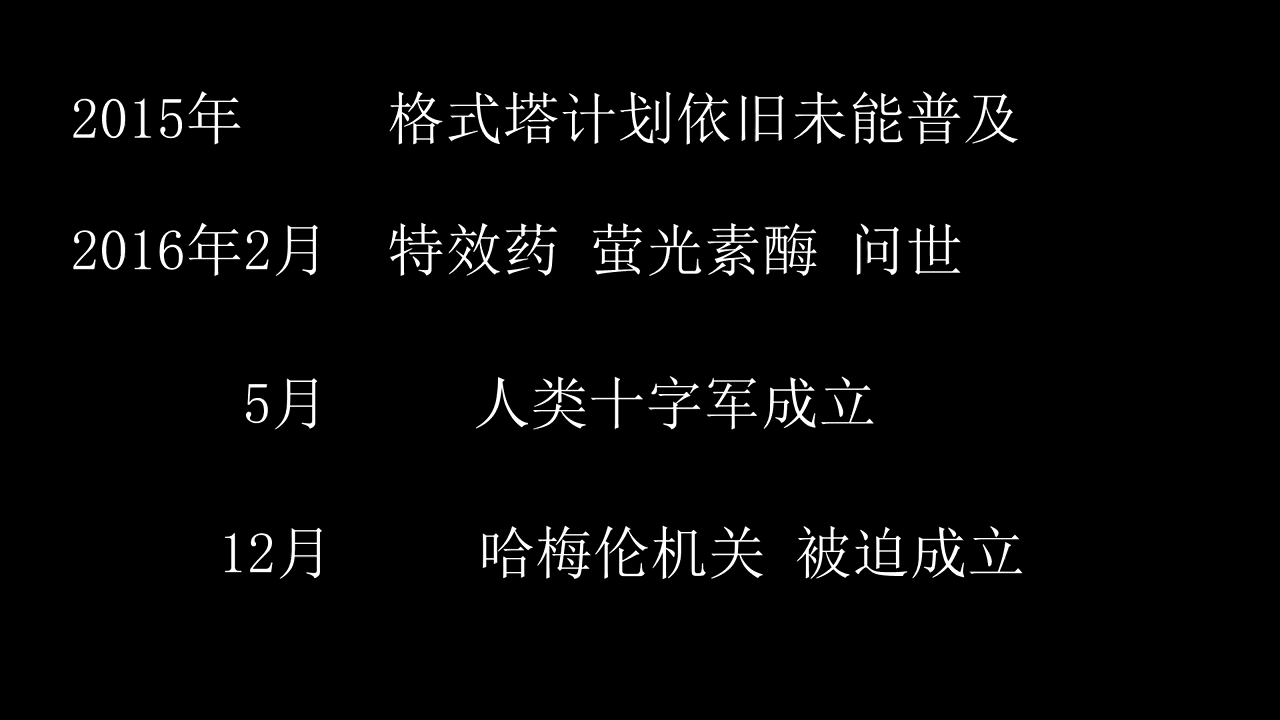 2015年 格式塔计划依旧未能普及
2016年2月 特效药 萤光素酶 问世
5月 人类十字军成立
12月 哈梅伦机关 被迫成立